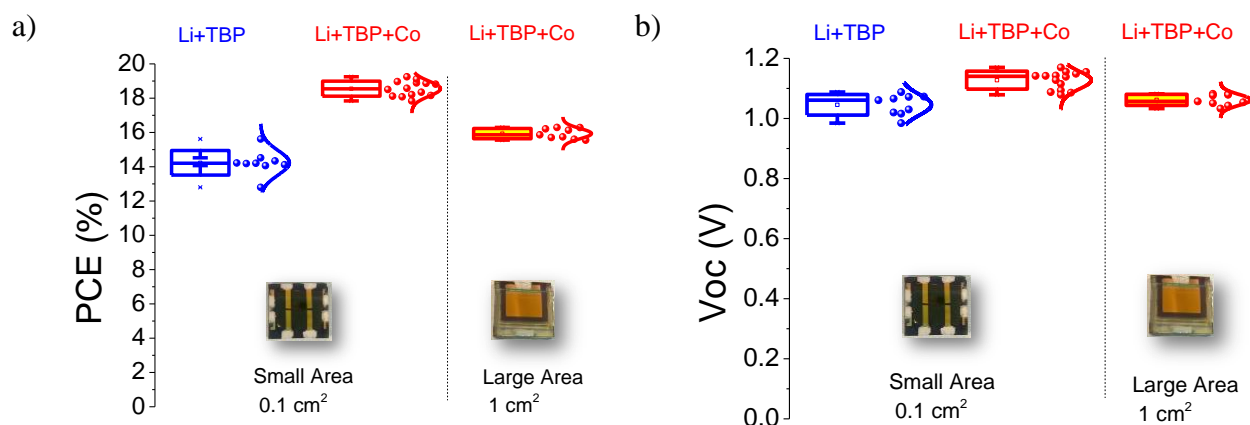 a)
Li+TBP
Li+TBP+Co
Li+TBP+Co
PCE (%)
20
18
16
14
12
10
8
6
4
2
0
Small Area
0.1 cm²
Large Area
1 cm²
b)
Li+TBP
Li+TBP+Co
Li+TBP+Co
Voc (V)
1.2
1.0
0.8
0.6
0.4
0.2
0.0
Small Area
0.1 cm²
Large Area
1 cm²